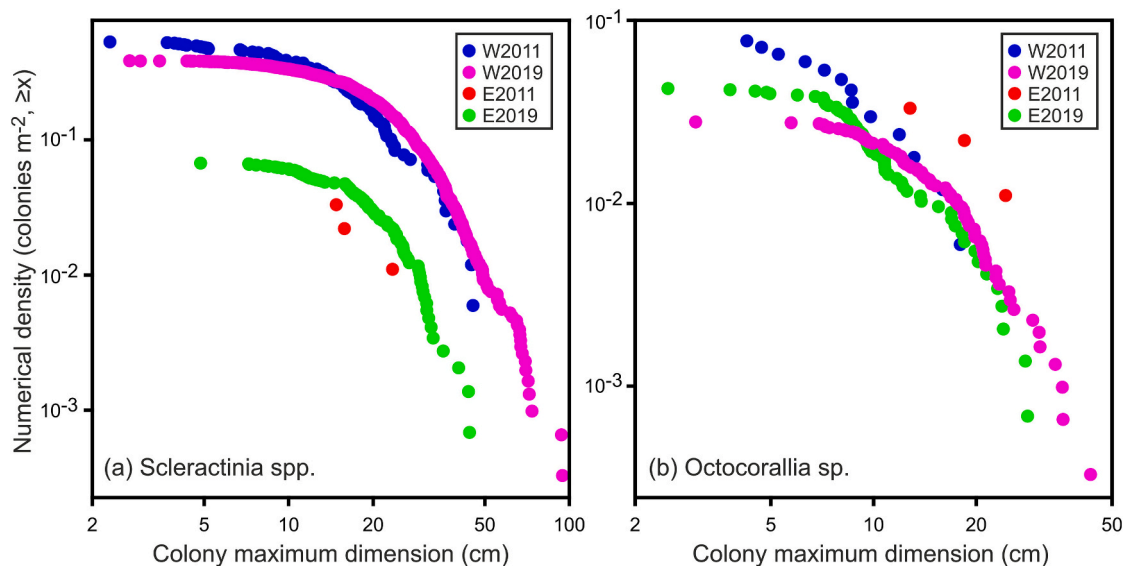 Numerical density (colonies m⁻², ≥x)
10⁻¹
10⁻²
10⁻³
W2011
W2019
E2011
E2019
(a) Scleractinia spp.
2 5 10 20 50 100
Colony maximum dimension (cm)
10⁻¹
10⁻²
10⁻³
W2011
W2019
E2011
E2019
(b) Octocorallia sp.
2 5 10 20 50
Colony maximum dimension (cm)